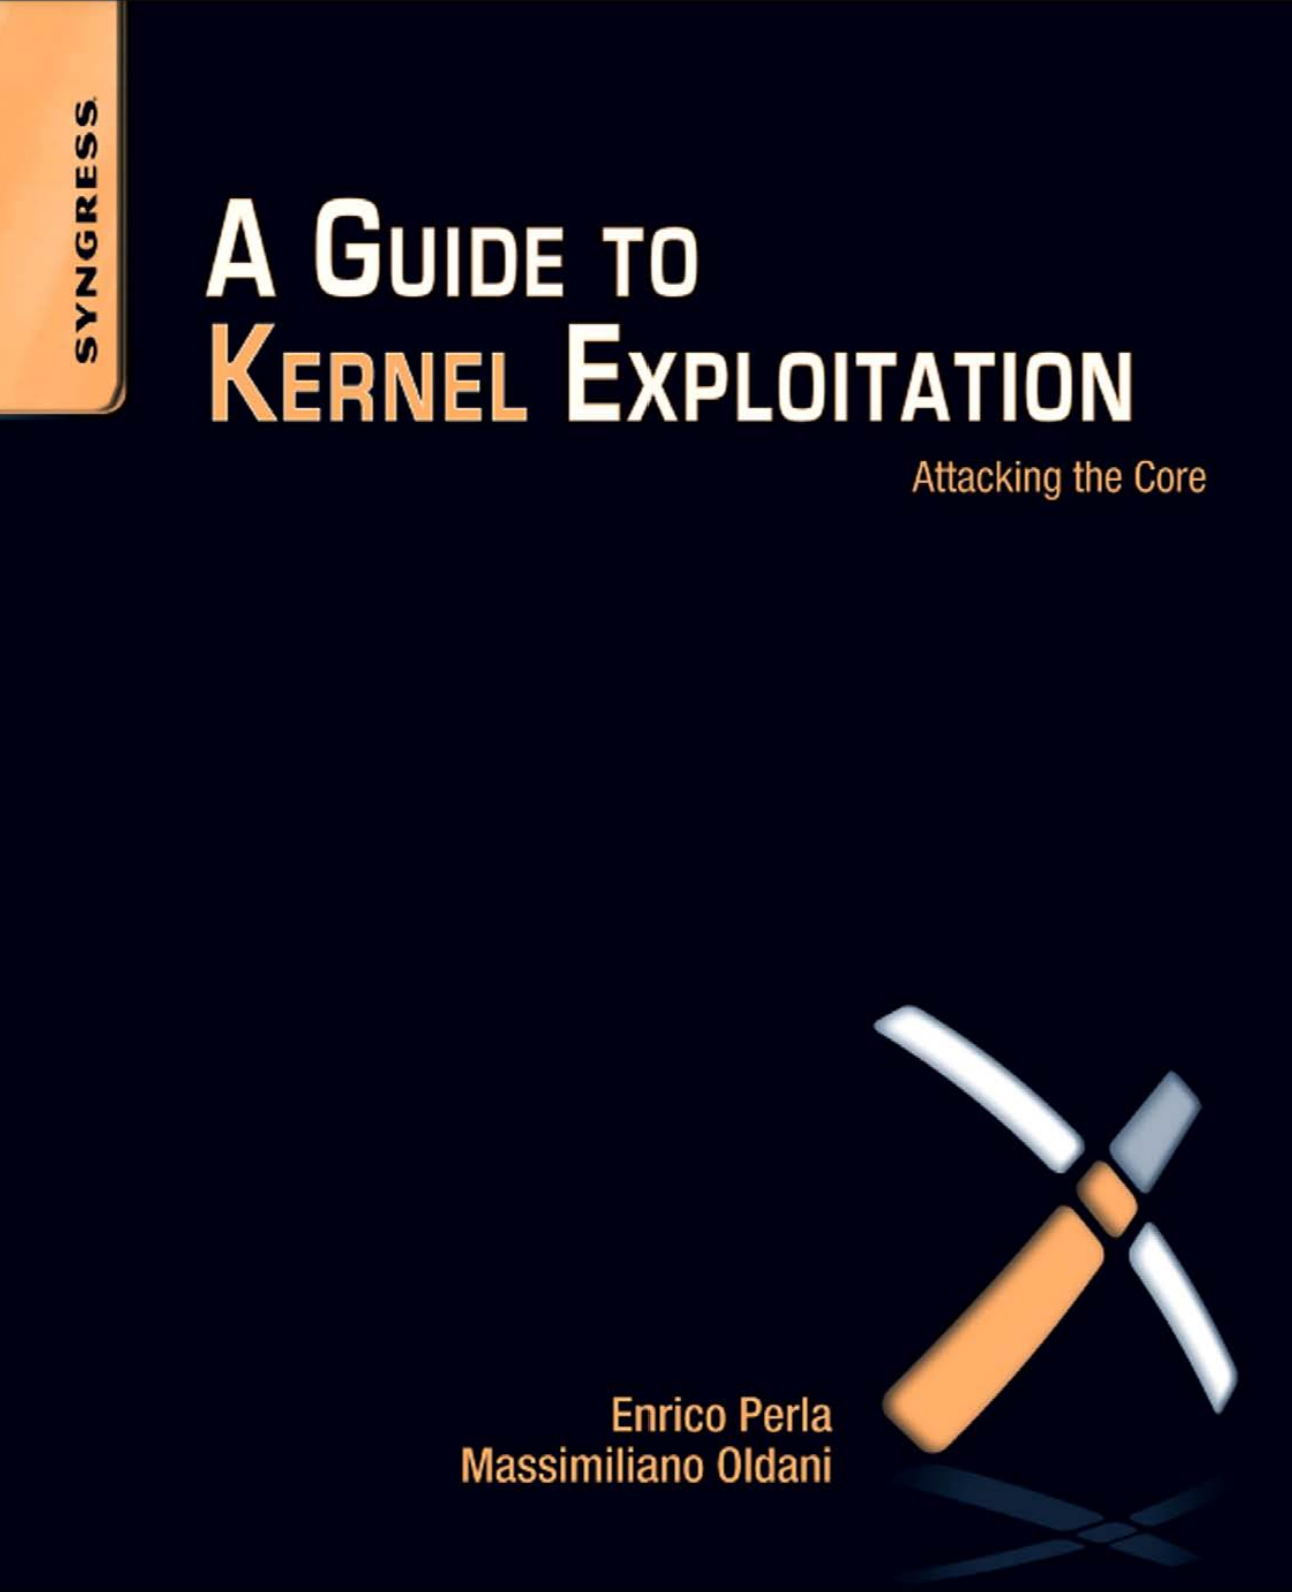 SYNGRESS
A GUIDE TO
KERNEL EXPLOITATION
Attacking the Core
Enrico Perla
Massimiliano Oldani